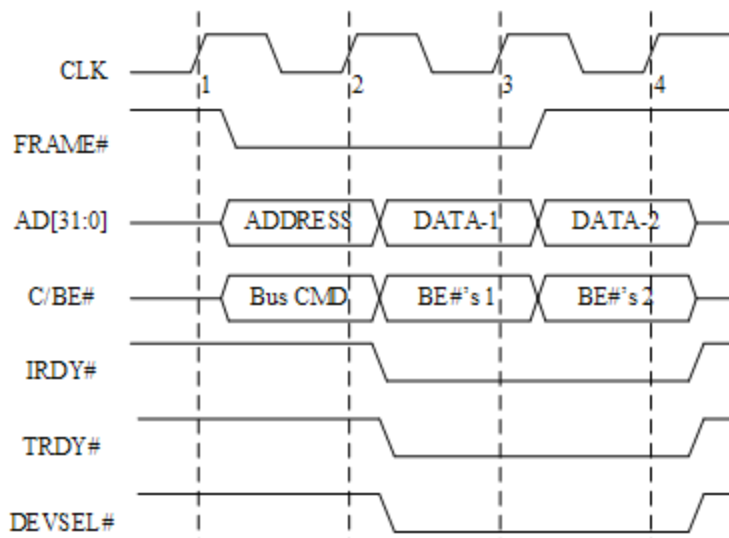 CLK 1 2 3 4
FRAME#
AD[31:0] ADDRESS DATA-1 DATA-2
C/BE# Bus CMD BE#'s 1 BE#'s 2
IRDY#
TRDY#
DEVSEL#